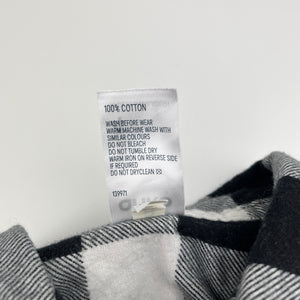 100% COTTON
WASH BEFORE WEAR
WARM MACHINE WASH WITH
SIMILAR COLOURS
DO NOT BLEACH
DO NOT TUMBLE DRY
WARM IRON ON REVERSE SIDE
IF REQUIRED
DO NOT DRYCLEAN
139971